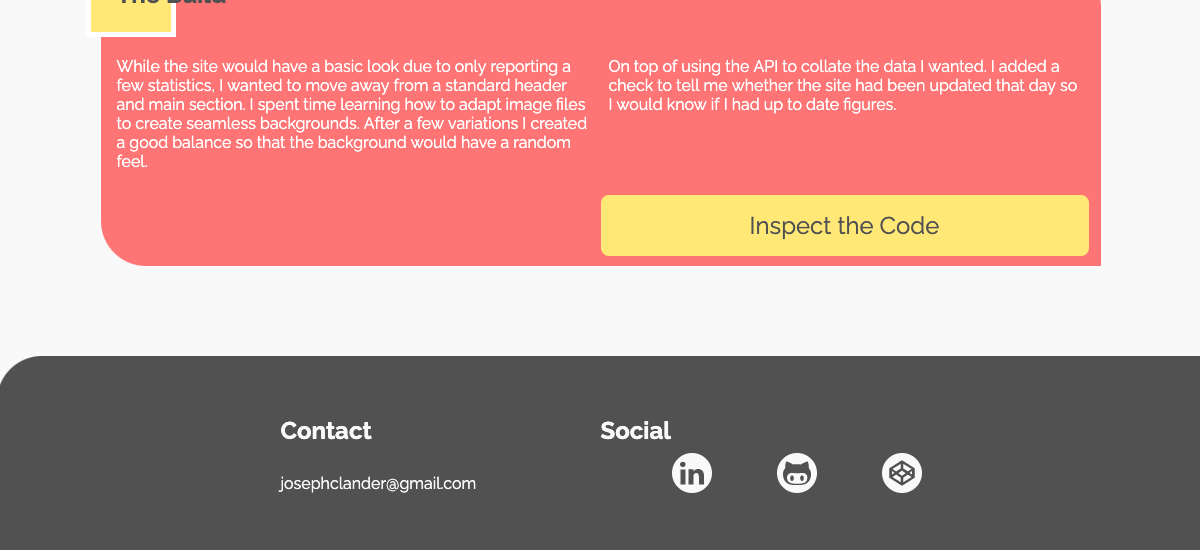 The Build
While the site would have a basic look due to only reporting a
few statistics, I wanted to move away from a standard header
and main section. I spent time learning how to adapt image files
to create seamless backgrounds. After a few variations I created
a good balance so that the background would have a random
feel.
On top of using the API to collate the data I wanted. I added a
check to tell me whether the site had been updated that day so
I would know if I had up to date figures.
Inspect the Code
Contact
josephclander@gmail.com
Social
in